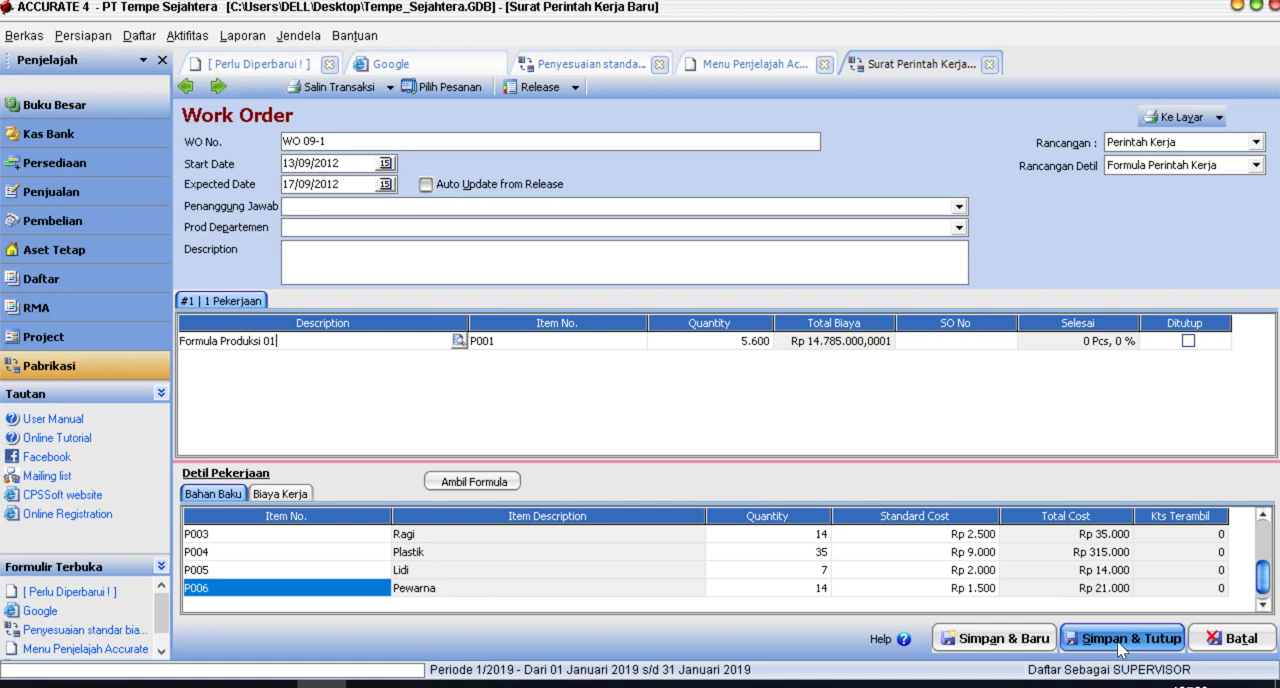 ACCURATE 4 - PT Tempe Sejahtera [C:\Users\DELL\Desktop\Tempe_Sejahtera.GDB] - [Surat Perintah Kerja Baru]
Berkas Persiapan Daftar Aktifitas Laporan Jendela Bantuan
Penjelajah
[ Perlu Diperbarui ! ] Google Penyesuaian standa... Menu Penjelajah Ac... Surat Perintah Kerja...
Salin Transaksi Pilih Pesanan Release
Buku Besar
Kas Bank
Persediaan
Penjualan
Pembelian
Aset Tetap
Daftar
RMA
Project
Pabrikasi
Tautan
User Manual
Online Tutorial
Facebook
Mailing list
CPSSoft website
Online Registration
Formulir Terbuka
[ Perlu Diperbarui ! ]
Google
Penyesuaian standar bia...
Menu Penjelajah Accurate
Work Order
Ke Layar
WO No. WO 09-1
Rancangan : Perintah Kerja
Start Date 13/09/2012 15
Rancangan Detil Formula Perintah Kerja
Expected Date 17/09/2012 15 Auto Update from Release
Penanggung Jawab
Prod Departemen
Description
#1 | 1 Pekerjaan
Description Item No. Quantity Total Biaya SO No Selesai Ditutup
Formula Produksi 01 P001 5.600 Rp 14.785.000,0001 0 Pcs, 0 %
Detil Pekerjaan
Ambil Formula
Bahan Baku Biaya Kerja
Item No. Item Description Quantity Standard Cost Total Cost Kts Terambil
P003 Ragi 14 Rp 2.500 Rp 35.000 0
P004 Plastik 35 Rp 9.000 Rp 315.000 0
P005 Lidi 7 Rp 2.000 Rp 14.000 0
P006 Pewarna 14 Rp 1.500 Rp 21.000 0
Help ? Simpan & Baru Simpan & Tutup Batal
Periode 1/2019 - Dari 01 Januari 2019 s/d 31 Januari 2019 Daftar Sebagai SUPERVISOR